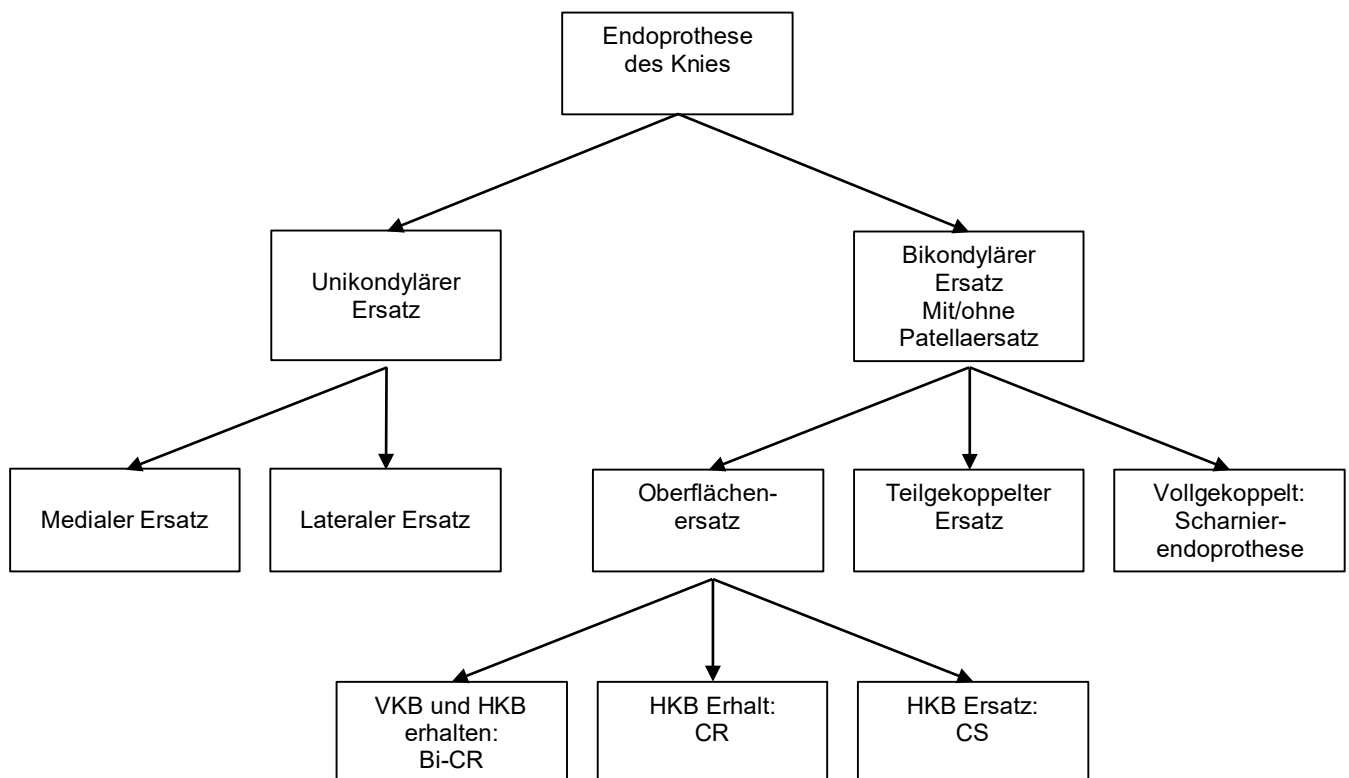 Endoprothese
des Knies
Unikondylärer
Ersatz
Bikondylärer
Ersatz
Mit/ohne
Patellaersatz
Medialer Ersatz
Lateraler Ersatz
Oberflächen-
ersatz
Teilgekoppelter
Ersatz
Vollgekoppelt:
Scharnier-
endoprothese
VKB und HKB
erhalten:
Bi-CR
HKB Erhalt:
CR
HKB Ersatz:
CS